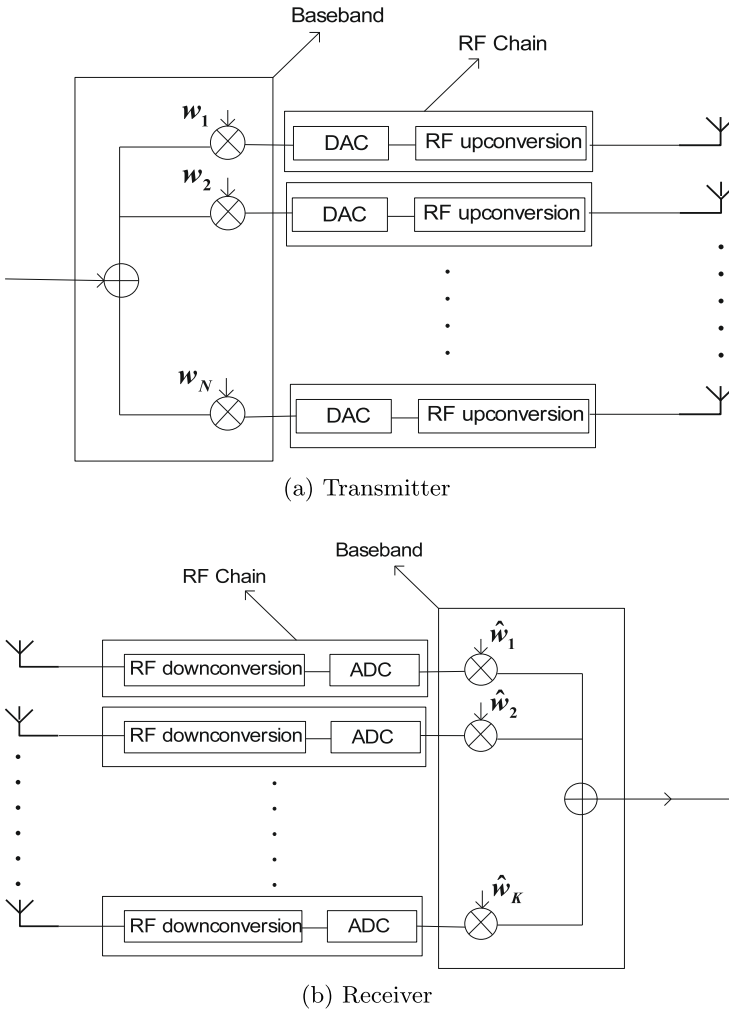 Baseband
RF Chain
w1
DAC
RF upconversion
w2
DAC
RF upconversion
wN
DAC
RF upconversion
(a) Transmitter
Baseband
RF Chain
ŵ1
RF downconversion
ADC
ŵ2
RF downconversion
ADC
ŵK
RF downconversion
ADC
(b) Receiver